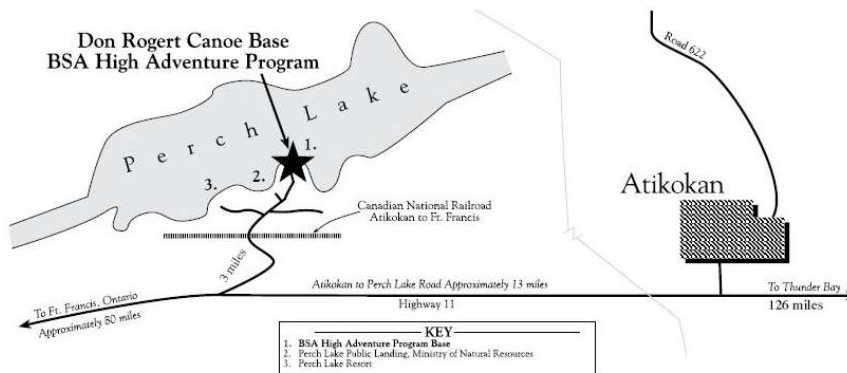 Don Rogert Canoe Base
BSA High Adventure Program
Perch Lake
1.
2.
3.
Road 622
Atikokan
Canadian National Railroad
Atikokan to Ft. Francis
3 miles
Atikokan to Perch Lake Road Approximately 13 miles
Highway 11
To Ft. Francis, Ontario
Approximately 80 miles
To Thunder Bay
126 miles
KEY
1. BSA High Adventure Program Base
2. Perch Lake Public Landing, Ministry of Natural Resources
3. Perch Lake Resort